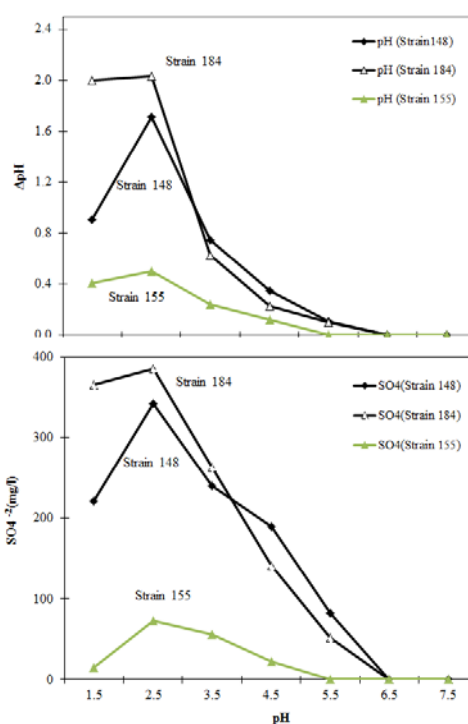 2.4
2.0
1.6
1.2
0.8
0.4
0.0
ΔpH
Strain 184
Strain 148
Strain 155
pH (Strain148)
pH (Strain 184)
pH (Strain 155)
400
300
200
100
0
SO4 -2(mg/l)
Strain 184
Strain 148
Strain 155
SO4(Strain 148)
SO4(Strain 184)
SO4(Strain 155)
1.5 2.5 3.5 4.5 5.5 6.5 7.5
pH